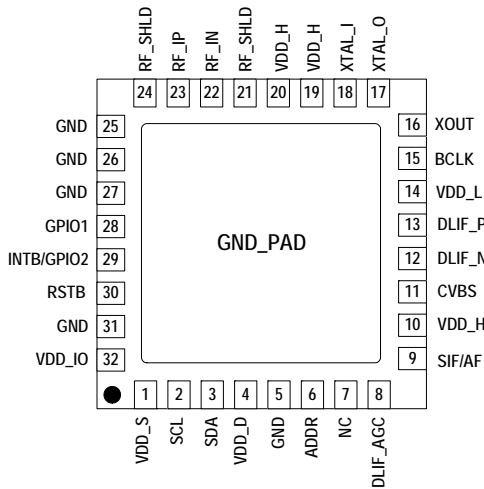 RF_SHLD
RF_IP
RF_IN
RF_SHLD
VDD_H
VDD_H
XTAL_I
XTAL_O
24 23 22 21 20 19 18 17
GND 25
GND 26
GND 27
GPIO1 28
INTB/GPIO2 29
RSTB 30
GND 31
VDD_IO 32
GND_PAD
16 XOUT
15 BCLK
14 VDD_L
13 DLIF_P
12 DLIF_N
11 CVBS
10 VDD_H
9 SIF/AF
1 2 3 4 5 6 7 8
VDD_S
SCL
SDA
VDD_D
GND
ADDR
NC
DLIF_AGC